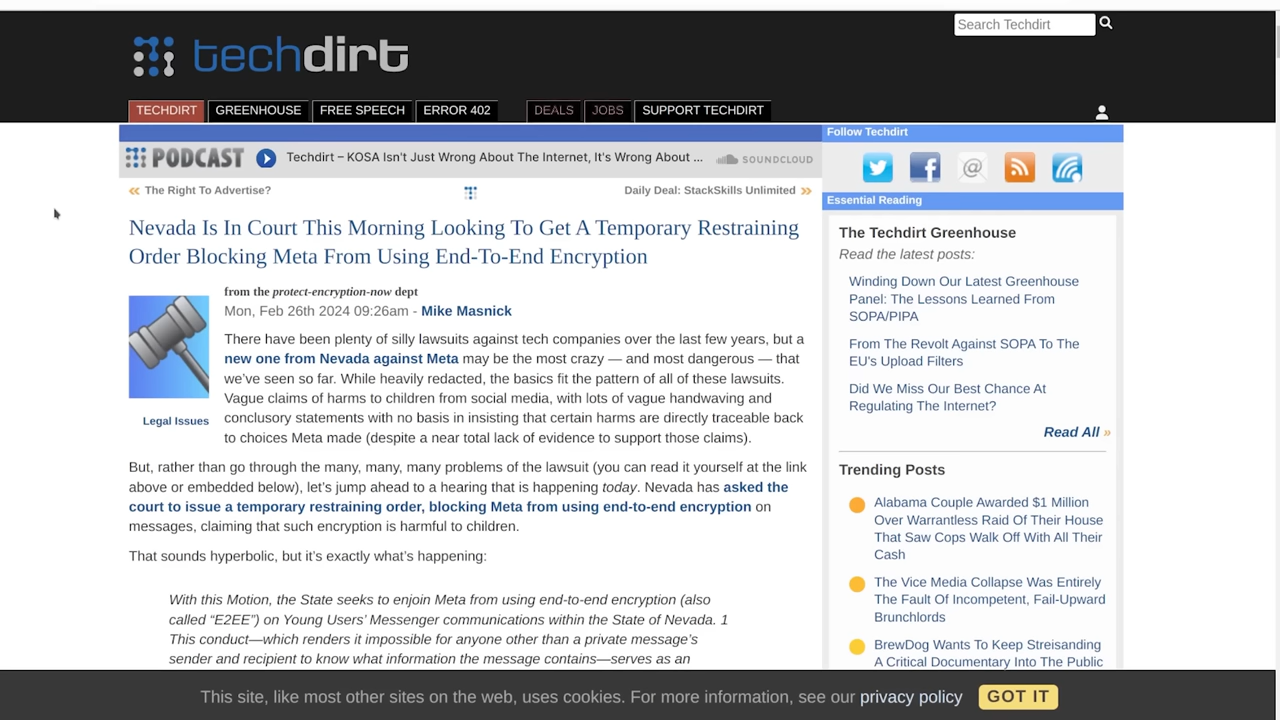 Search Techdirt
techdirt
TECHDIRT GREENHOUSE FREE SPEECH ERROR 402 DEALS JOBS SUPPORT TECHDIRT
PODCAST Techdirt – KOSA Isn't Just Wrong About The Internet, It's Wrong About ... SOUNDCLOUD
« The Right To Advertise? Daily Deal: StackSkills Unlimited »
Nevada Is In Court This Morning Looking To Get A Temporary Restraining
Order Blocking Meta From Using End-To-End Encryption
from the protect-encryption-now dept
Mon, Feb 26th 2024 09:26am - Mike Masnick
Legal Issues
There have been plenty of silly lawsuits against tech companies over the last few years, but a
new one from Nevada against Meta may be the most crazy — and most dangerous — that
we've seen so far. While heavily redacted, the basics fit the pattern of all of these lawsuits.
Vague claims of harms to children from social media, with lots of vague handwaving and
conclusory statements with no basis in insisting that certain harms are directly traceable back
to choices Meta made (despite a near total lack of evidence to support those claims).
But, rather than go through the many, many, many problems of the lawsuit (you can read it yourself at the link
above or embedded below), let's jump ahead to a hearing that is happening today. Nevada has asked the
court to issue a temporary restraining order, blocking Meta from using end-to-end encryption on
messages, claiming that such encryption is harmful to children.
That sounds hyperbolic, but it's exactly what's happening:
With this Motion, the State seeks to enjoin Meta from using end-to-end encryption (also
called “E2EE”) on Young Users' Messenger communications within the State of Nevada. 1
This conduct—which renders it impossible for anyone other than a private message's
sender and recipient to know what information the message contains—serves as an
Follow Techdirt
Essential Reading
The Techdirt Greenhouse
Read the latest posts:
Winding Down Our Latest Greenhouse
Panel: The Lessons Learned From
SOPA/PIPA
From The Revolt Against SOPA To The
EU's Upload Filters
Did We Miss Our Best Chance At
Regulating The Internet?
Read All »
Trending Posts
Alabama Couple Awarded $1 Million
Over Warrantless Raid Of Their House
That Saw Cops Walk Off With All Their
Cash
The Vice Media Collapse Was Entirely
The Fault Of Incompetent, Fail-Upward
Brunchlords
BrewDog Wants To Keep Streisanding
A Critical Documentary Into The Public
This site, like most other sites on the web, uses cookies. For more information, see our privacy policy GOT IT